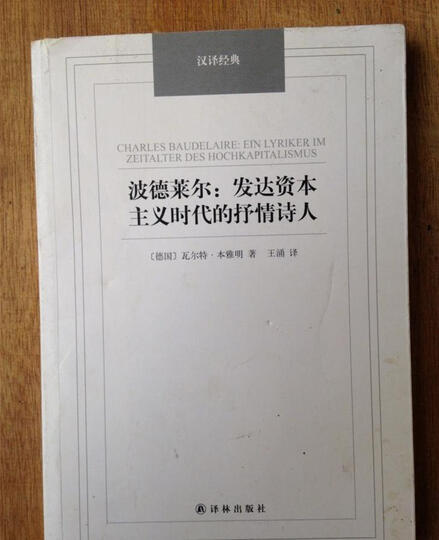 汉译经典
CHARLES BAUDELAIRE: EIN LYRIKER IM
ZEITALTER DES HOCHKAPITALISMUS
波德莱尔：发达资本
主义时代的抒情诗人
〔德国〕瓦尔特·本雅明 著 王涌 译
译林出版社